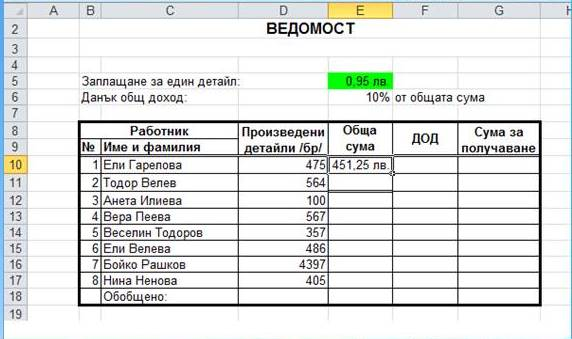 A B C D E F G H
2 ВЕДОМОСТ
3
4
5 Заплащане за един детайл: 0,95 лв.
6 Данък общ доход: 10% от общата сума
7
8 Работник Произведени Обща ДОД Сума за
9 № Име и фамилия детайли /бр/ сума получаване
10 1 Ели Гарелова 475 451,25 лв.
11 2 Тодор Велев 564
12 3 Анета Илиева 100
13 4 Вера Пеева 567
14 5 Веселин Тодоров 357
15 6 Ели Велева 486
16 7 Бойко Рашков 4397
17 8 Нина Ненова 405
18 Обобщено:
19